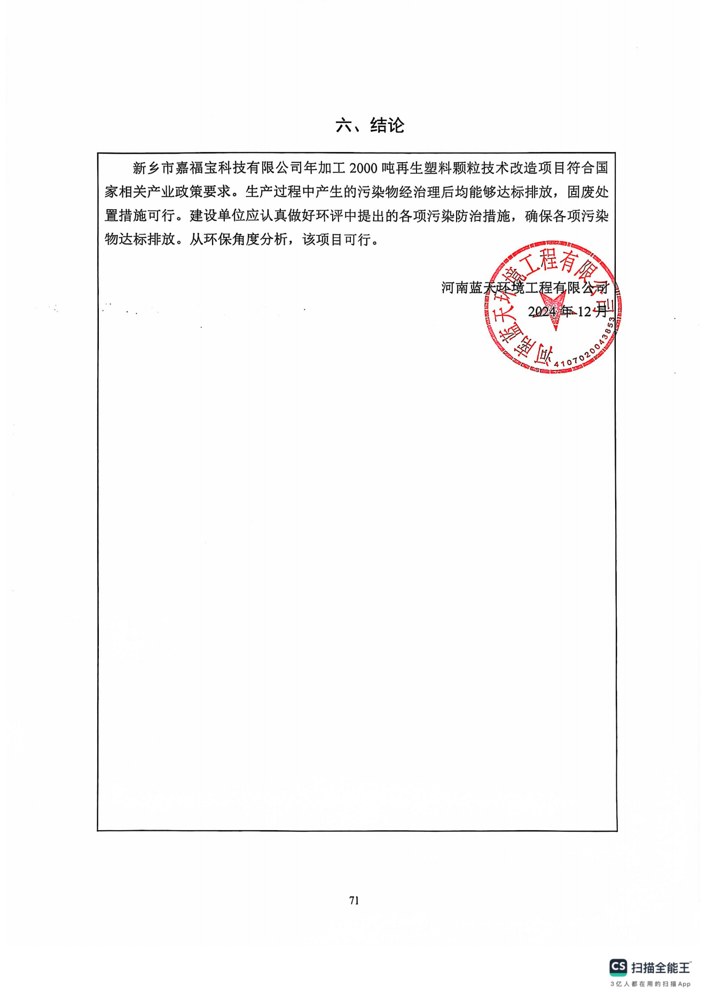 六、结论
新乡市嘉福宝科技有限公司年加工 2000 吨再生塑料颗粒技术改造项目符合国
家相关产业政策要求。生产过程中产生的污染物经治理后均能够达标排放，固废处
置措施可行。建设单位应认真做好环评中提出的各项污染防治措施，确保各项污染
物达标排放。从环保角度分析，该项目可行。
河南蓝天环境工程有限公司
2024 年 12 月
河南蓝天环境工程有限公司
4107020043853
71
CS 扫描全能王
3亿人都在用的扫描App